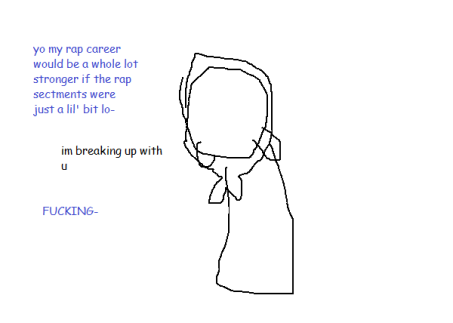 yo my rap career
would be a whole lot
stronger if the rap
sectments were
just a lil' bit lo-
im breaking up with
u
FUCKING-